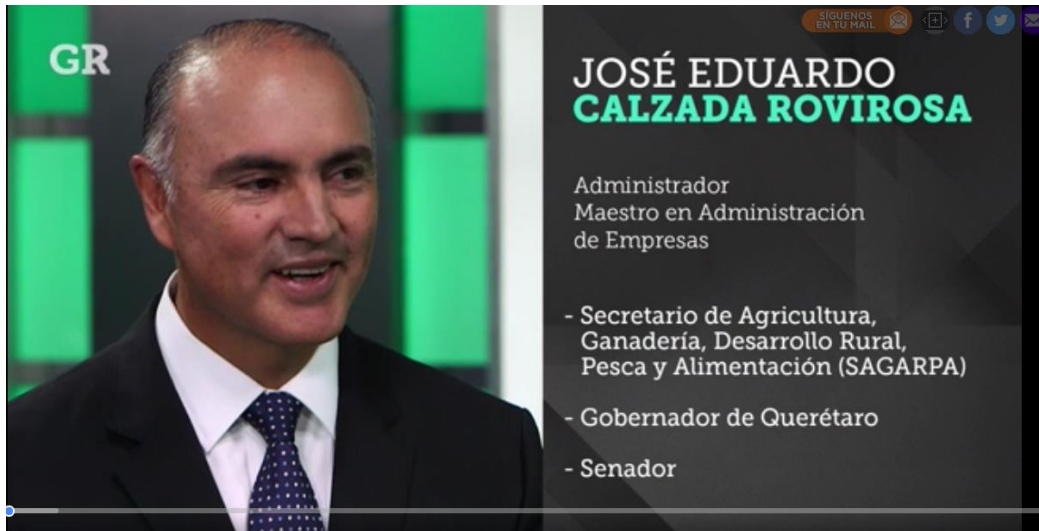 GR
SÍGUENOS
EN TU MAIL
JOSÉ EDUARDO
CALZADA ROVIROSA
Administrador
Maestro en Administración
de Empresas
- Secretario de Agricultura,
Ganadería, Desarrollo Rural,
Pesca y Alimentación (SAGARPA)
- Gobernador de Querétaro
- Senador